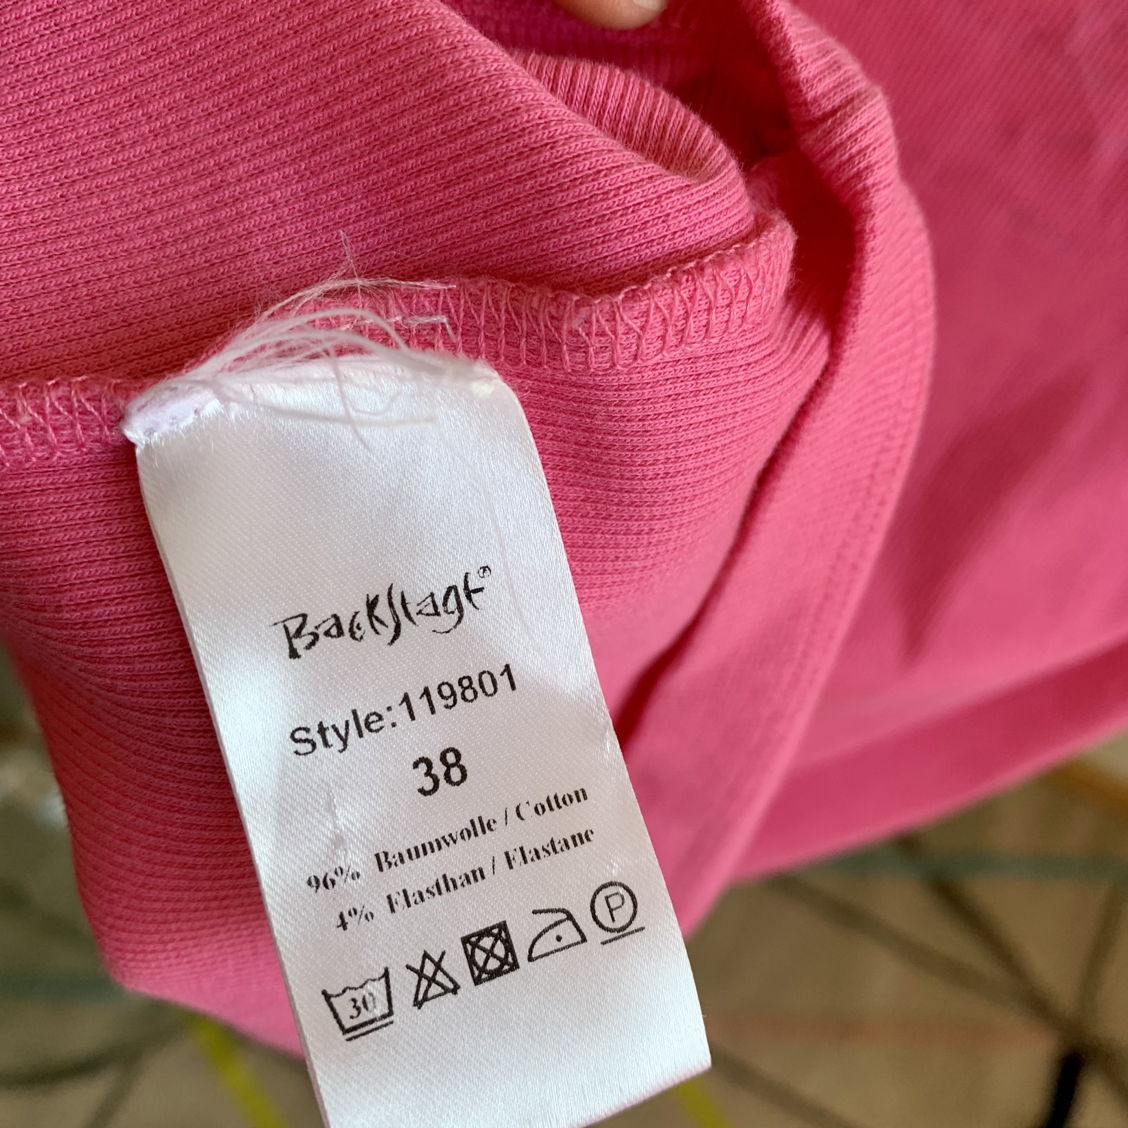 Backstage®
Style:119801
38
96% Baumwolle / Cotton
4% Elasthan / Elastane
30 P